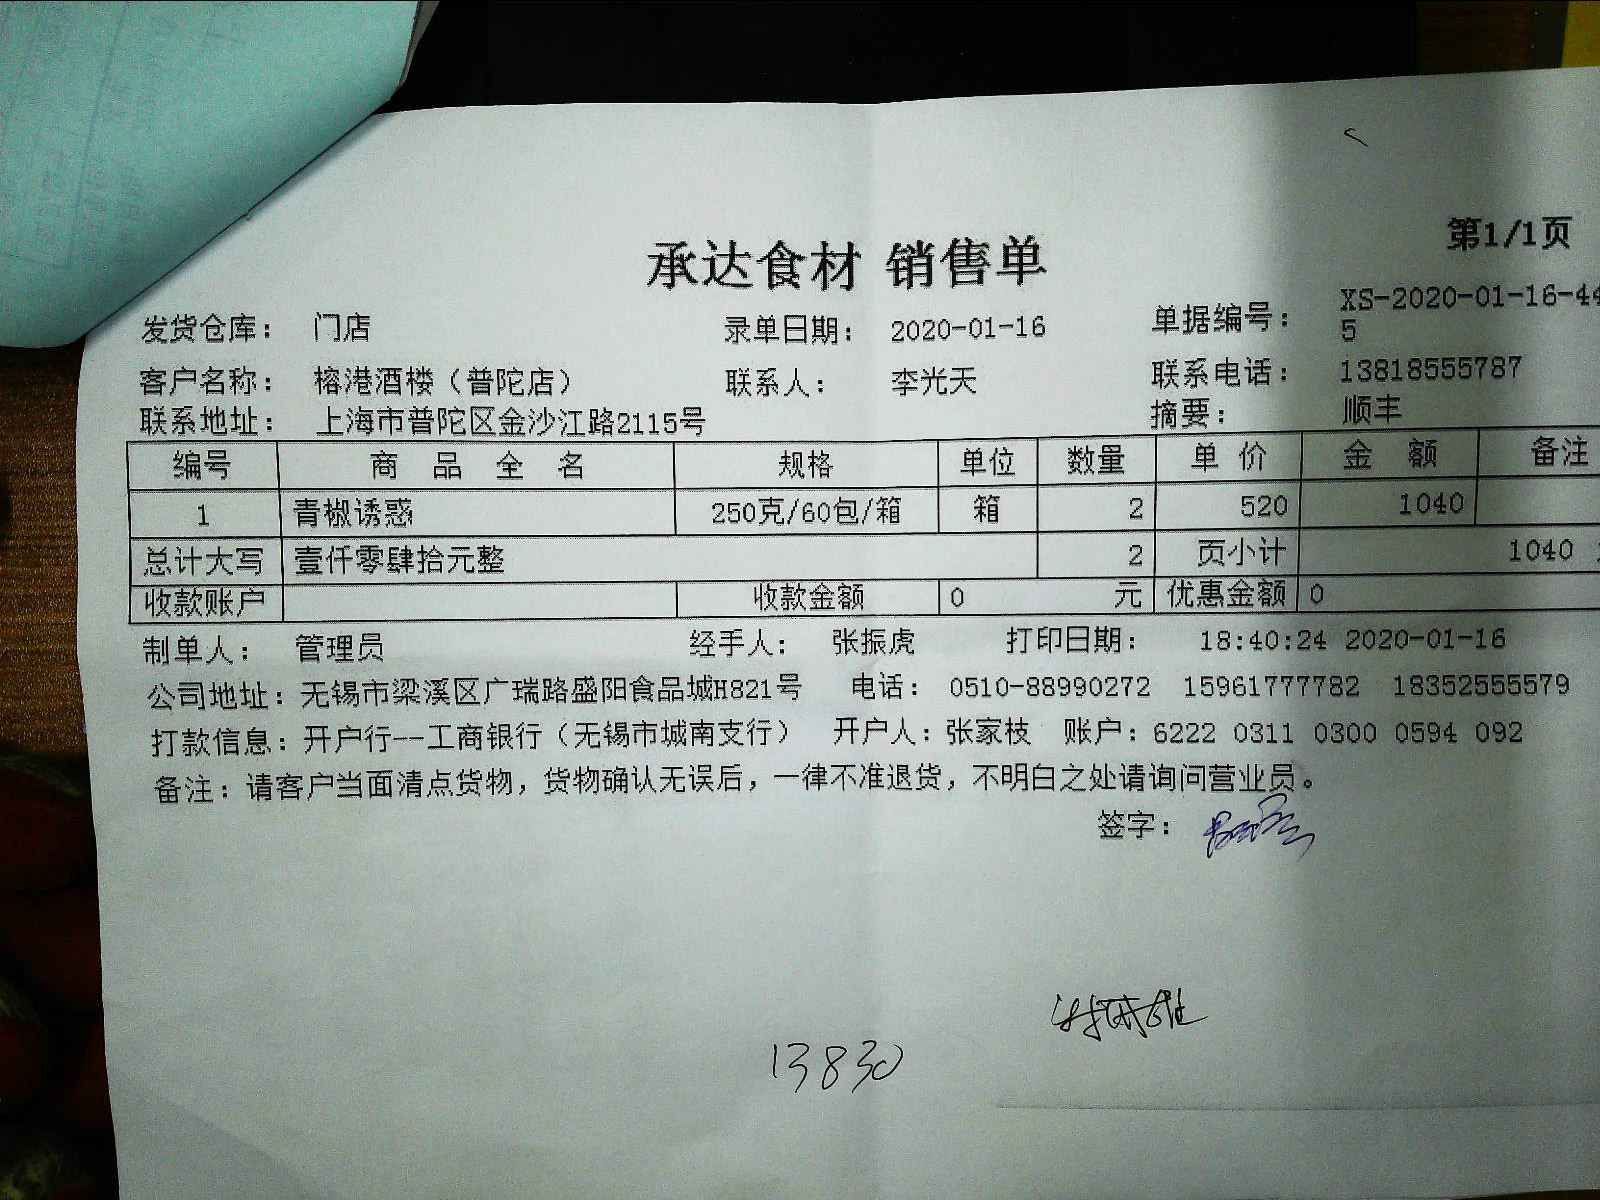 第1/1页
承达食材 销售单
发货仓库： 门店 录单日期： 2020-01-16 单据编号： XS-2020-01-16-44
5
客户名称： 榕港酒楼（普陀店） 联系人： 李光天 联系电话： 13818555787
联系地址： 上海市普陀区金沙江路2115号 摘要： 顺丰
编号 商品全名 规格 单位 数量 单价 金额 备注
1 青椒诱惑 250克/60包/箱 箱 2 520 1040
总计大写 壹仟零肆拾元整 2 页小计 1040
收款账户 收款金额 0 元 优惠金额 0
制单人： 管理员 经手人： 张振虎 打印日期： 18:40:24 2020-01-16
公司地址：无锡市梁溪区广瑞路盛阳食品城H821号 电话： 0510-88990272 15961777782 18352555579
打款信息：开户行--工商银行（无锡市城南支行） 开户人：张家枝 账户：6222 0311 0300 0594 092
备注：请客户当面清点货物，货物确认无误后，一律不准退货，不明白之处请询问营业员。
签字：
13830